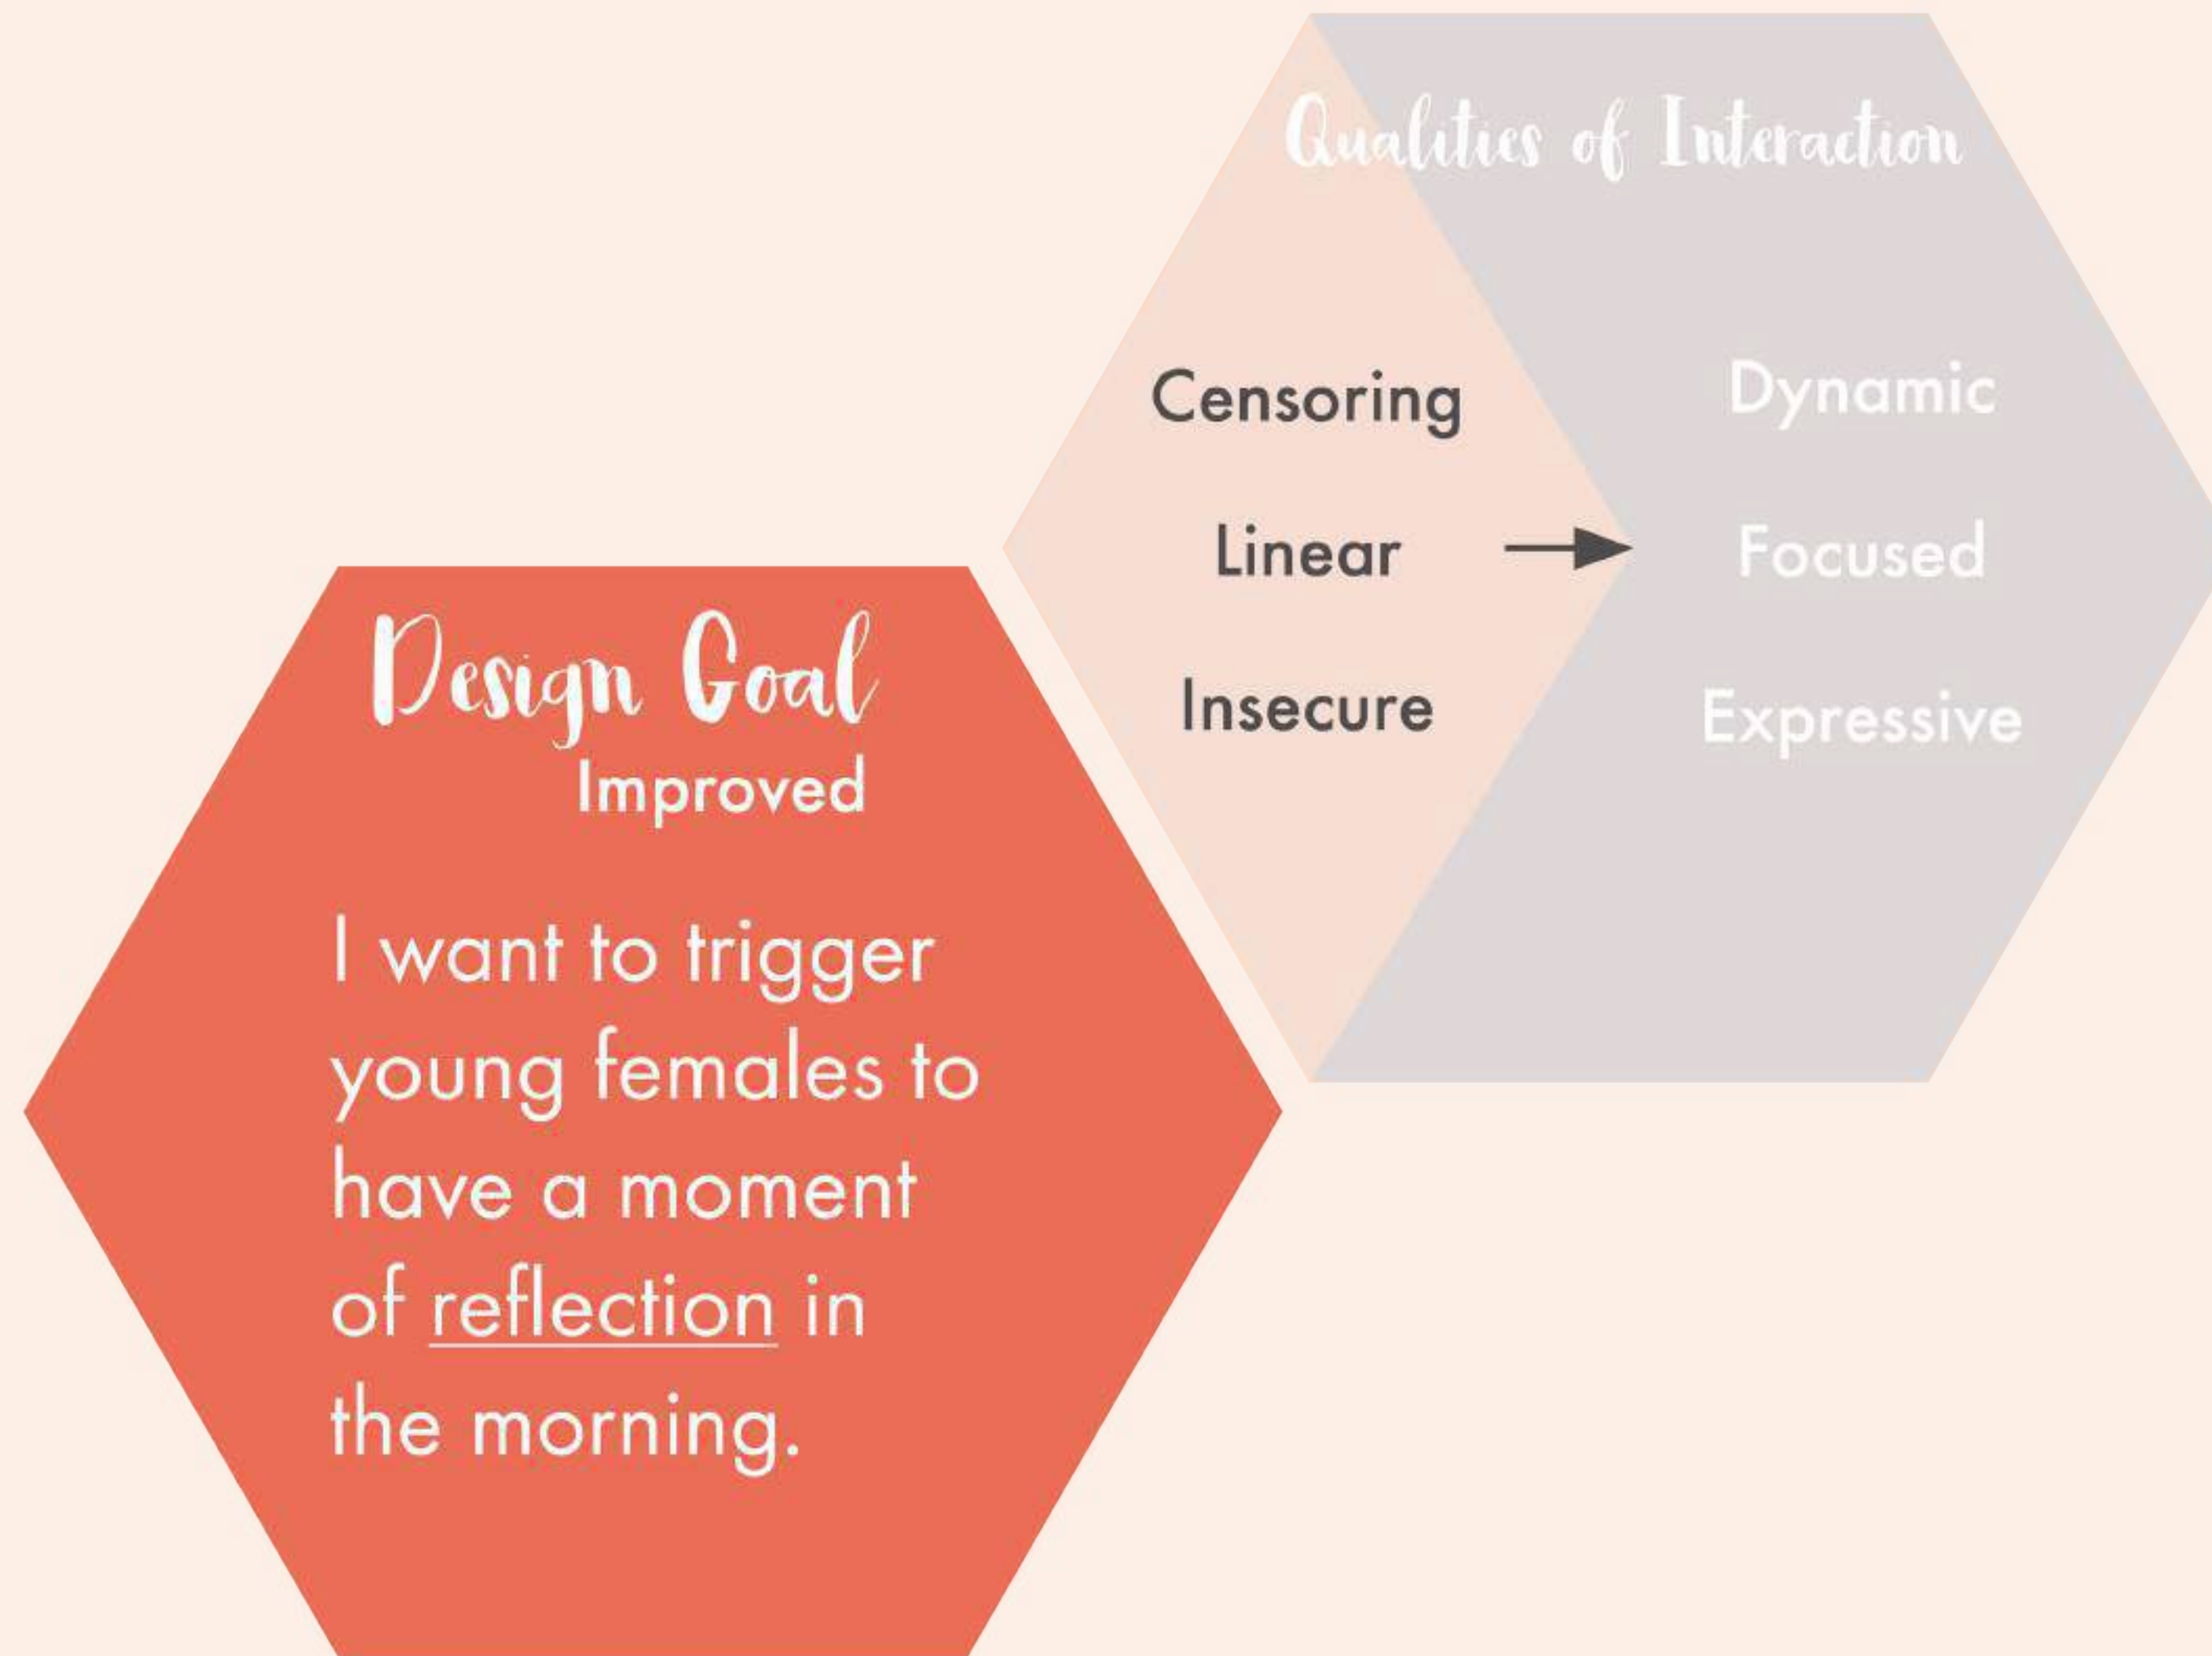 Qualities of Interaction
Censoring
Linear
Insecure
Dynamic
Focused
Expressive
Design Goal
Improved
I want to trigger
young females to
have a moment
of reflection in
the morning.